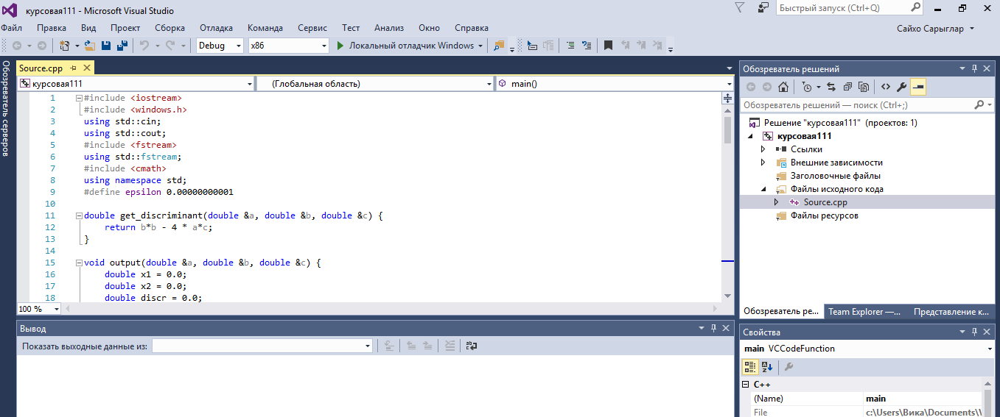 курсовая111 - Microsoft Visual Studio
Быстрый запуск (Ctrl+Q)
Файл Правка Вид Проект Сборка Отладка Команда Сервис Тест Анализ Окно Справка
Сайхо Сарыглар
Debug x86 Локальный отладчик Windows
Обозреватель серверов
Source.cpp
курсовая111 (Глобальная область) main()
1 #include <iostream>
2 #include <windows.h>
3 using std::cin;
4 using std::cout;
5 #include <fstream>
6 using std::fstream;
7 #include <cmath>
8 using namespace std;
9 #define epsilon 0.00000000001
10
11 double get_discriminant(double &a, double &b, double &c) {
12 return b*b - 4 * a*c;
13 }
14
15 void output(double &a, double &b, double &c) {
16 double x1 = 0.0;
17 double x2 = 0.0;
18 double discr = 0.0;
100 %
Вывод
Показать выходные данные из:
Обозреватель решений
Обозреватель решений — поиск (Ctrl+;)
Решение "курсовая111" (проектов: 1)
курсовая111
Ссылки
Внешние зависимости
Заголовочные файлы
Файлы исходного кода
Source.cpp
Файлы ресурсов
Обозреватель ре... Team Explorer —... Представление к...
Свойства
main VCCodeFunction
C++
(Name) main
File c:\Users\Вика\Documents\\